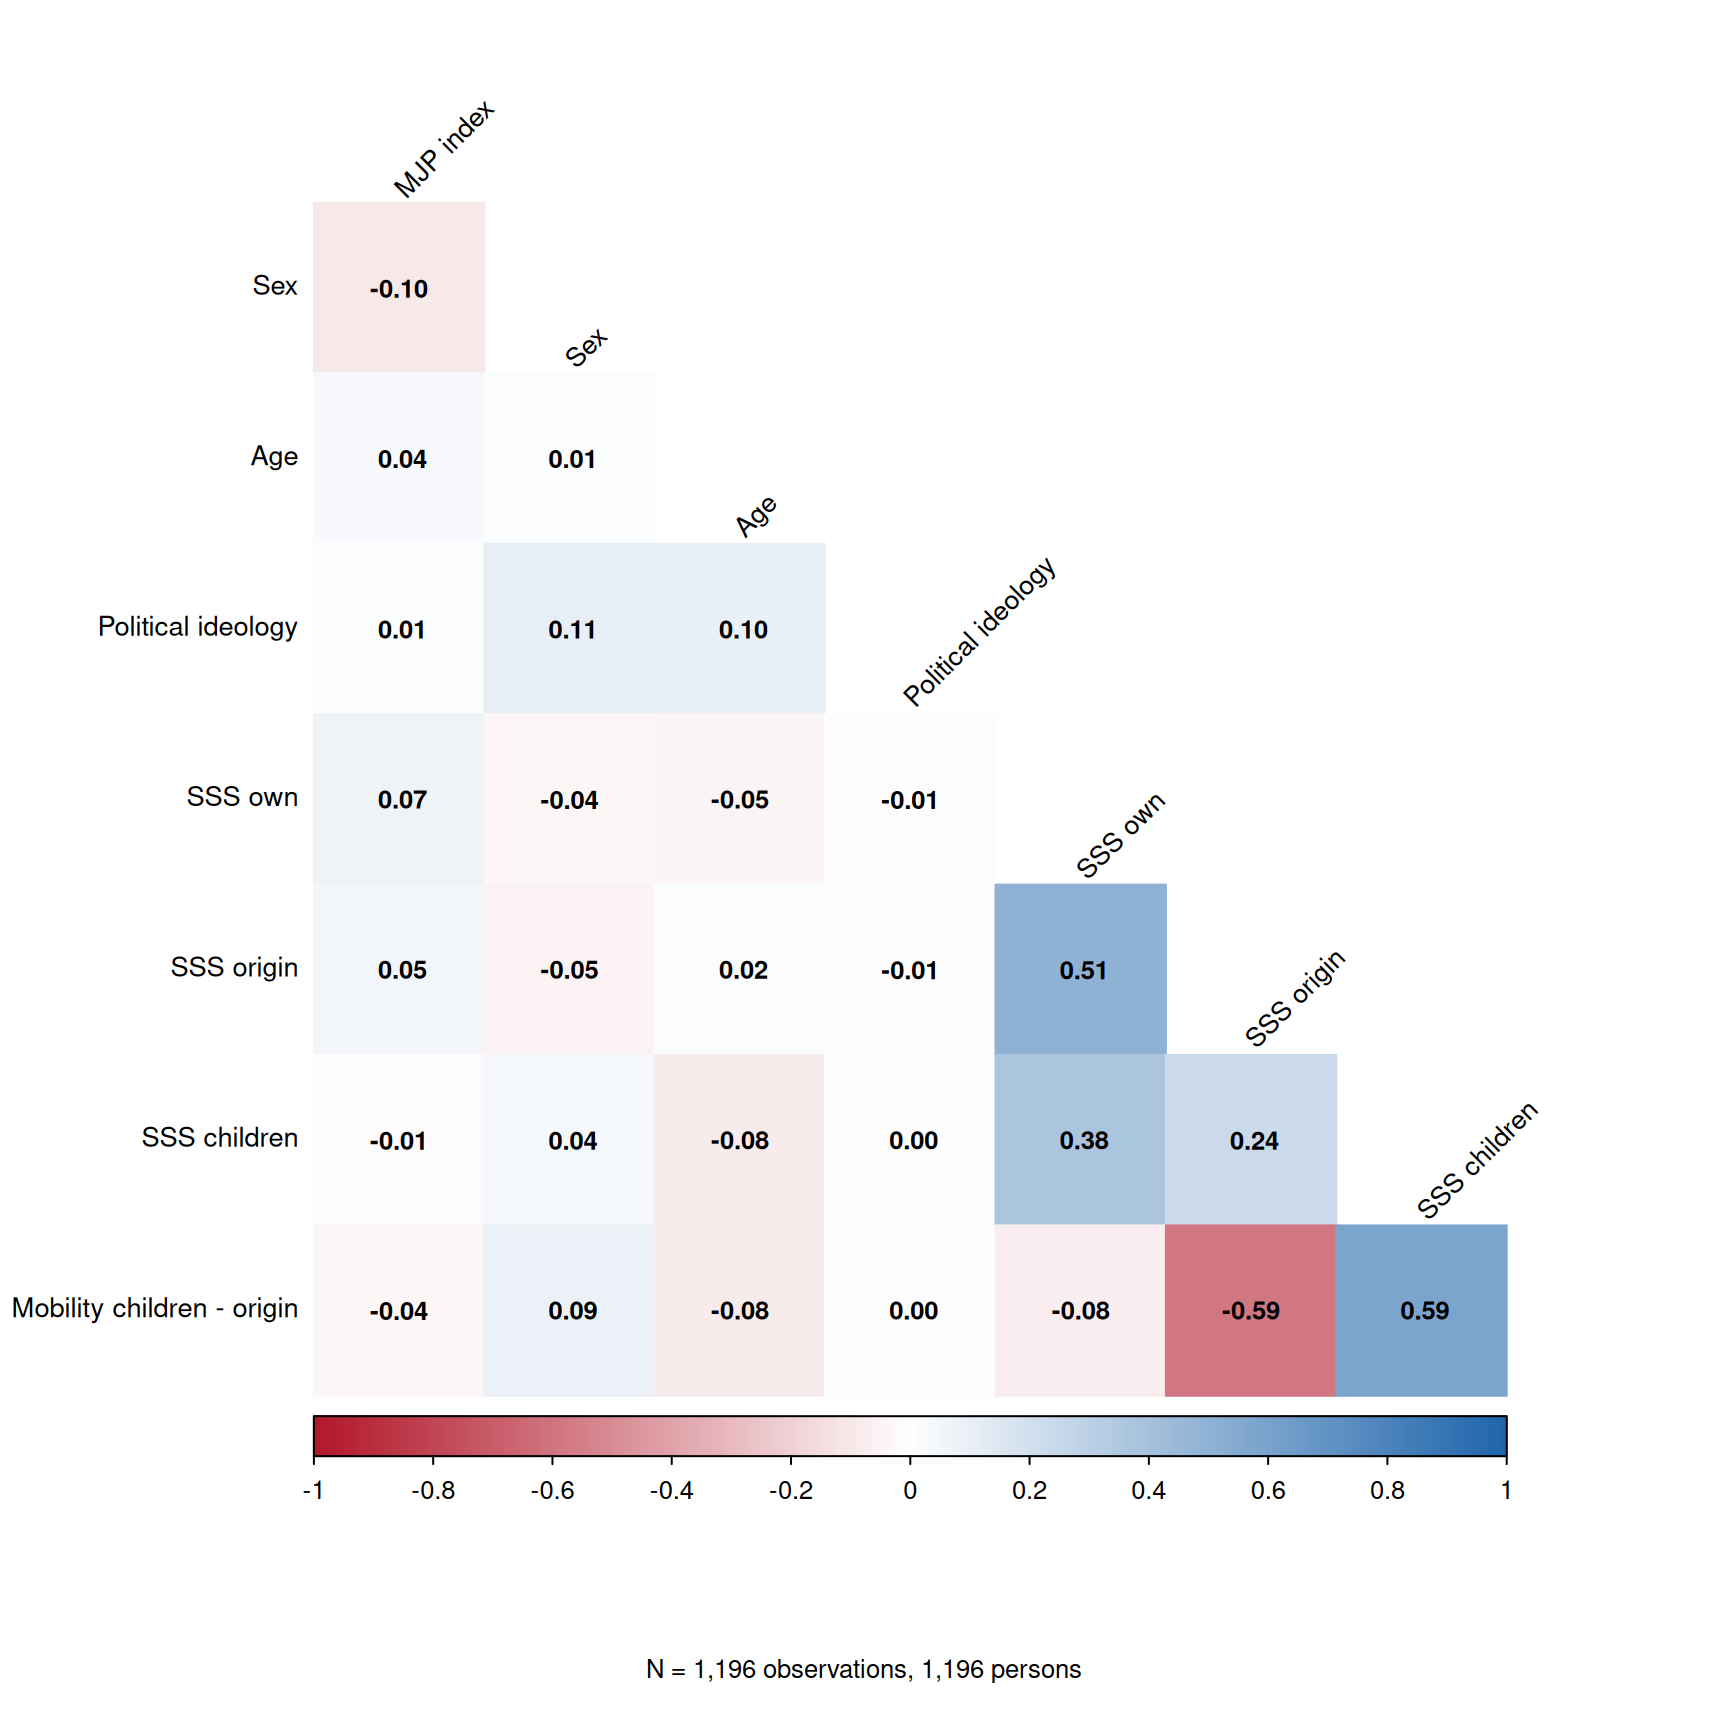 MJP index
Sex -0.10
Sex
Age 0.04 0.01
Age
Political ideology 0.01 0.11 0.10
Political ideology
SSS own 0.07 -0.04 -0.05 -0.01
SSS own
SSS origin 0.05 -0.05 0.02 -0.01 0.51
SSS origin
SSS children -0.01 0.04 -0.08 0.00 0.38 0.24
SSS children
Mobility children - origin -0.04 0.09 -0.08 0.00 -0.08 -0.59 0.59
-1 -0.8 -0.6 -0.4 -0.2 0 0.2 0.4 0.6 0.8 1
N = 1,196 observations, 1,196 persons